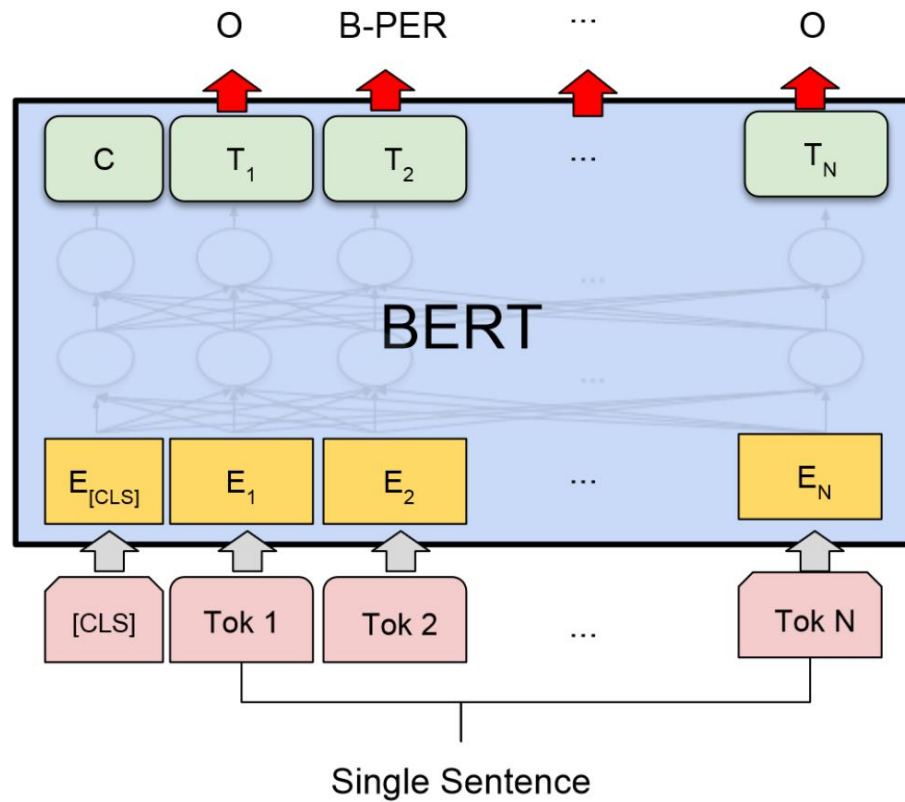 O B-PER ... O
C T1 T2 ... TN
...
BERT
...
E[CLS] E1 E2 ... EN
[CLS] Tok 1 Tok 2 ... Tok N
Single Sentence